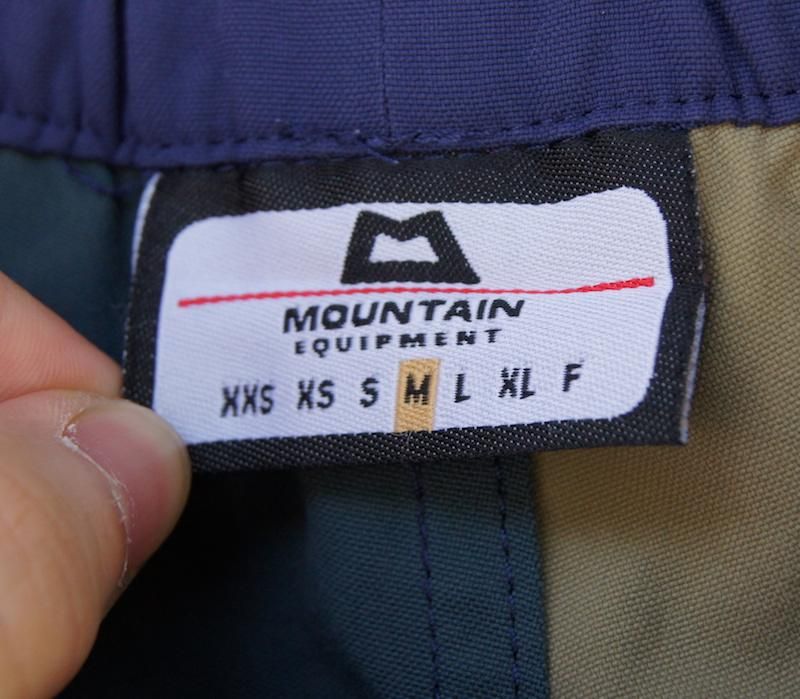 MOUNTAIN
EQUIPMENT
XXS XS S M L XL F